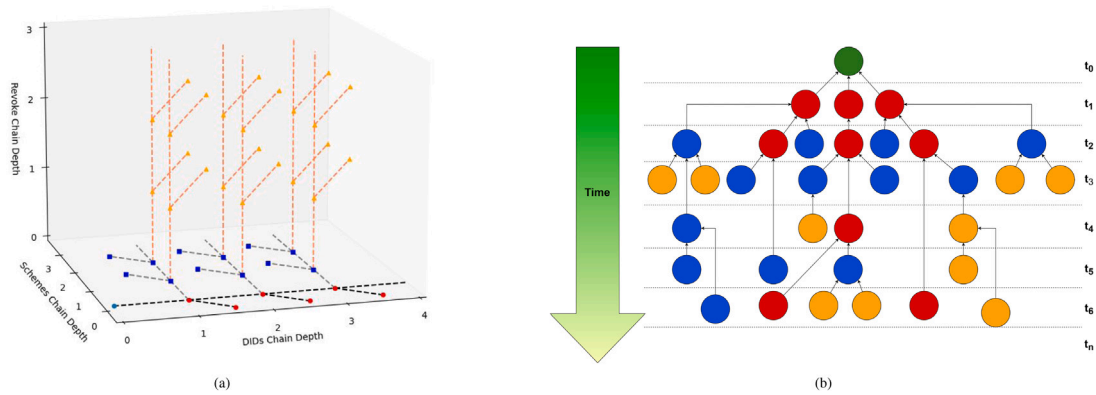 3
2
1
0
Revoke Chain Depth
3
2
1
0
Schemes Chain Depth
0
1
2
3
4
DIDs Chain Depth
(a)
Time
t0
t1
t2
t3
t4
t5
t6
tn
(b)